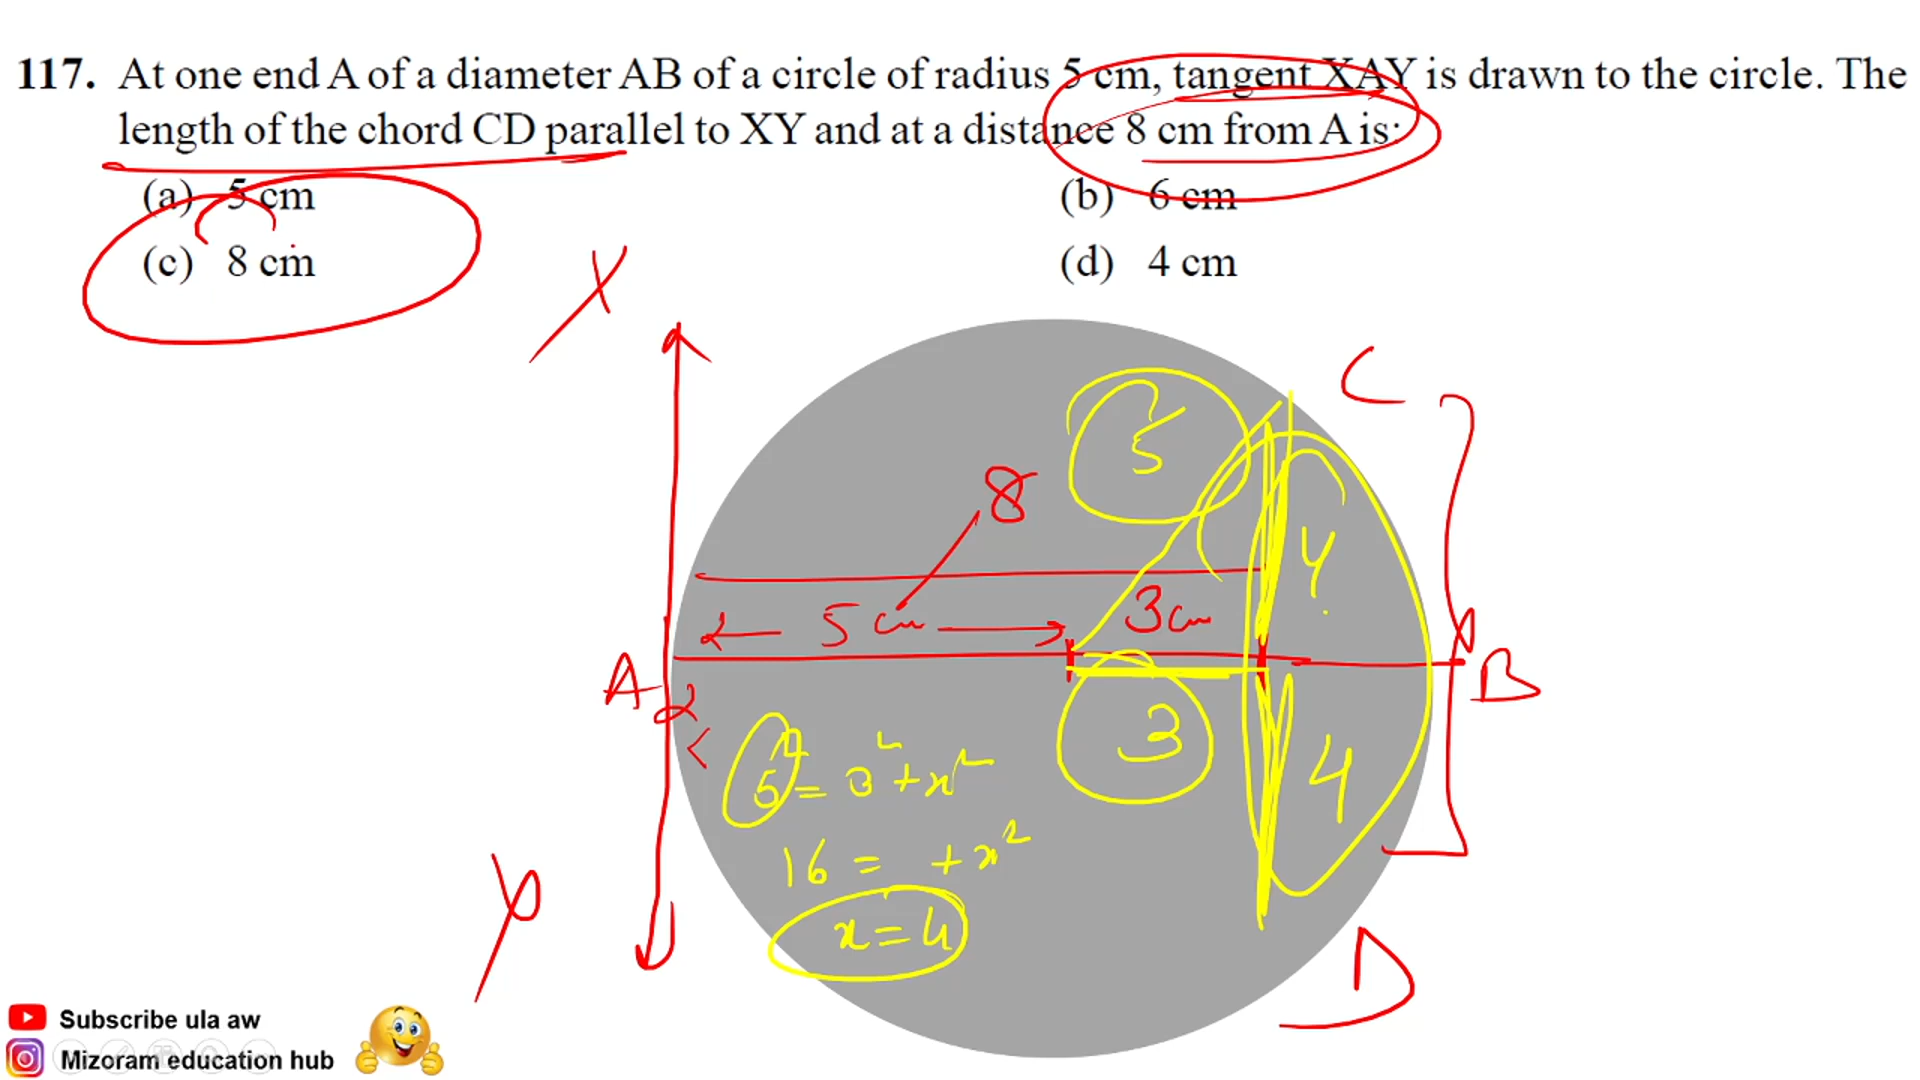 117. At one end A of a diameter AB of a circle of radius 5 cm, tangent XAY is drawn to the circle. The
length of the chord CD parallel to XY and at a distance 8 cm from A is:
(a) 5 cm (b) 6 cm
(c) 8 cm (d) 4 cm
X
C
5
8
4
5 cm 3 cm
A B
3
4
5² = 3² + x²
16 = + x²
x = 4
Y
D
Subscribe ula aw
Mizoram education hub